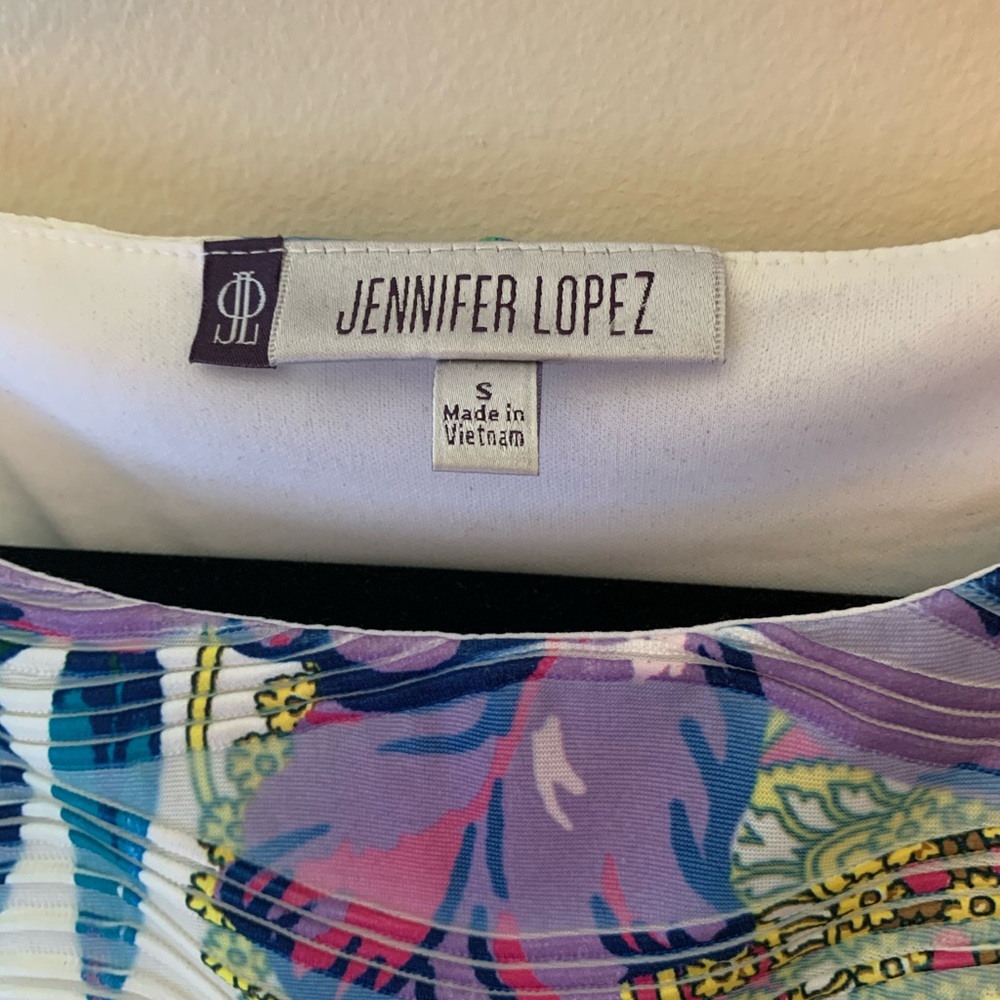 JL
JENNIFER LOPEZ
S
Made in
Vietnam